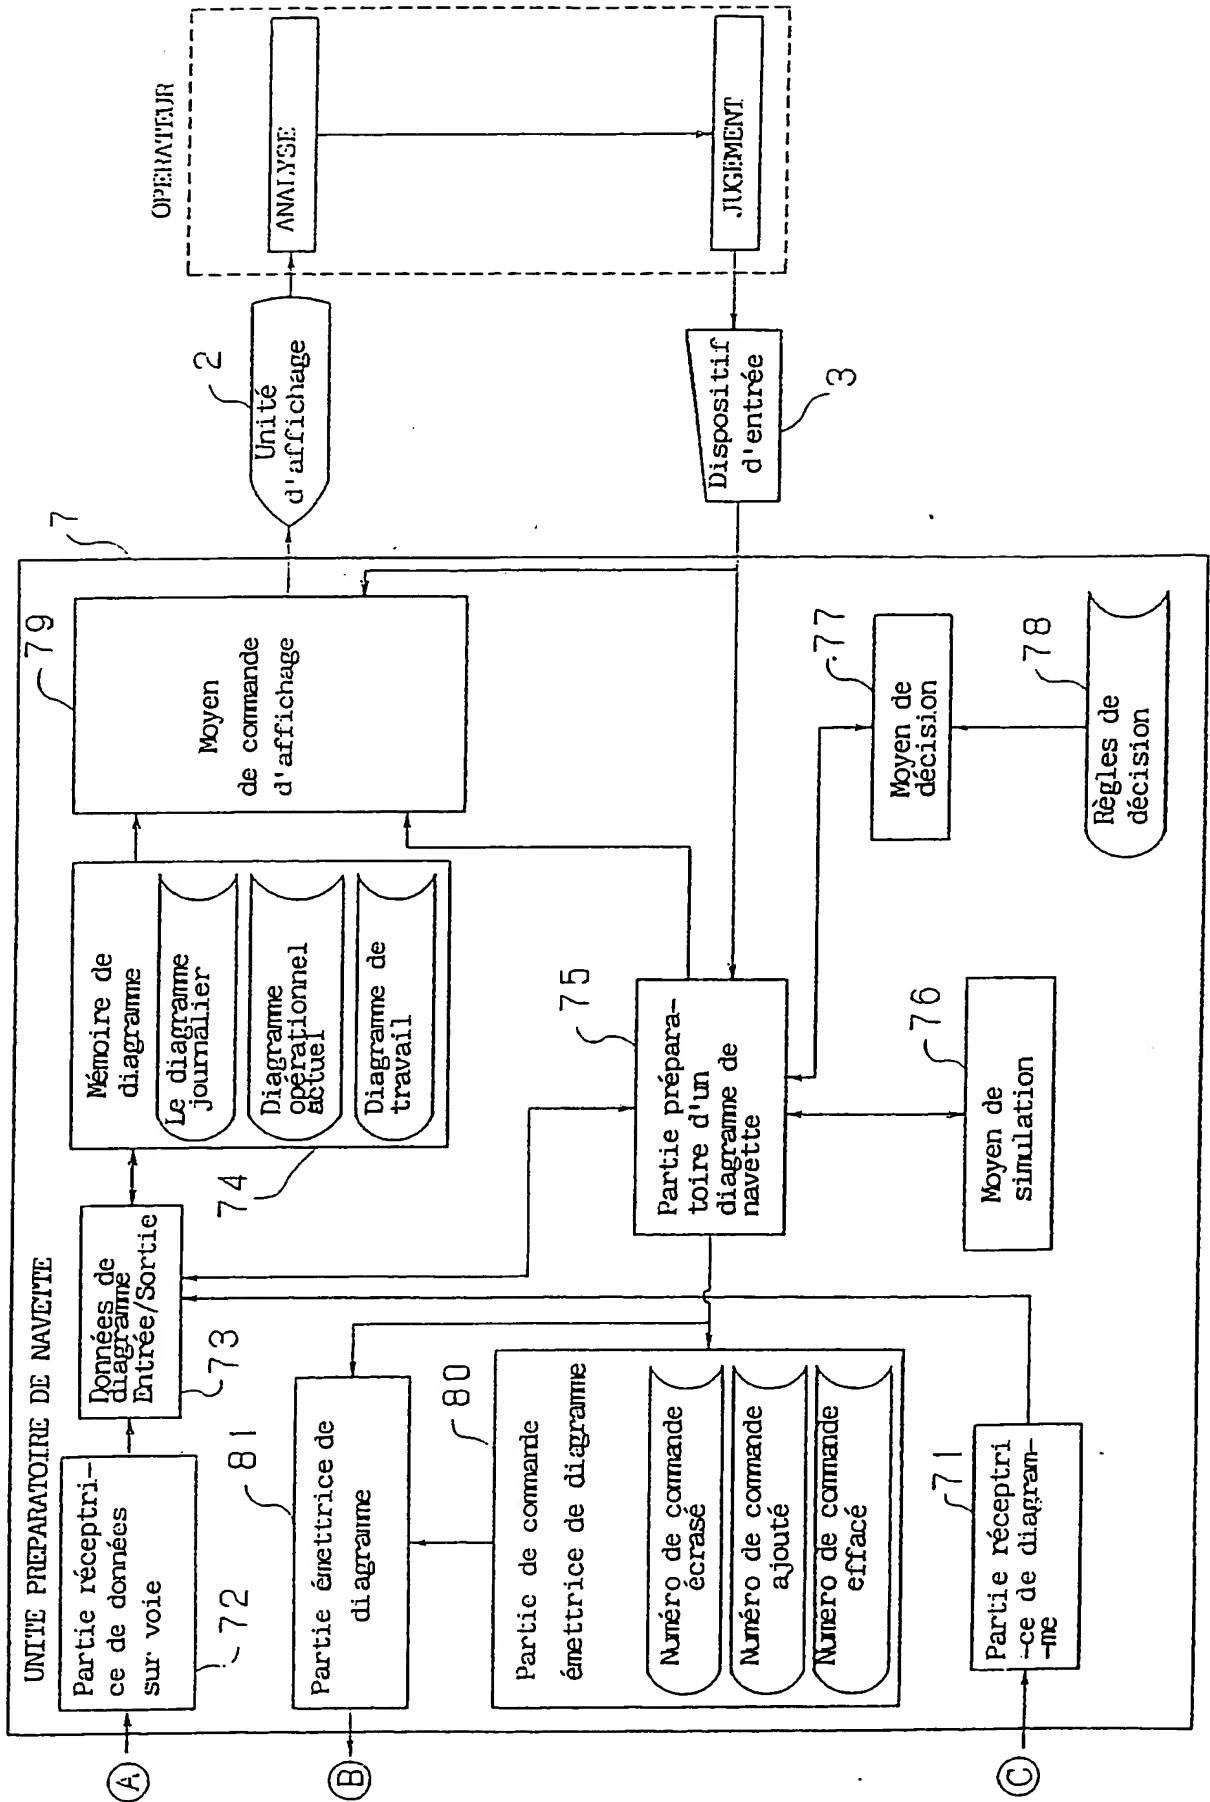 UNITE PREPARATOIRE DE NAVETTE
7
A
Partie réceptri-
ce de données
sur voie
72
Données de
diagramme
Entrée/Sortie
73
Mémoire de
diagramme
Le diagramme
journalier
Diagramme
opérationnel
actuel
Diagramme de
travail
74
79
Moyen
de commande
d'affichage
2
Unité
d'affichage
OPERATEUR
ANALYSE
JUGEMENT
Dispositif
d'entrée
3
B
Partie émettrice de
diagramme
81
Partie de commande
émettrice de diagramme
80
Numéro de commande
écrasé
Numéro de commande
ajouté
Numéro de commande
effacé
Partie prépara-
toire d'un
diagramme de
navette
75
Moyen de
simulation
76
Moyen de
décision
77
Règles de
décision
78
C
Partie réceptri
-ce de diagram-
-me
71